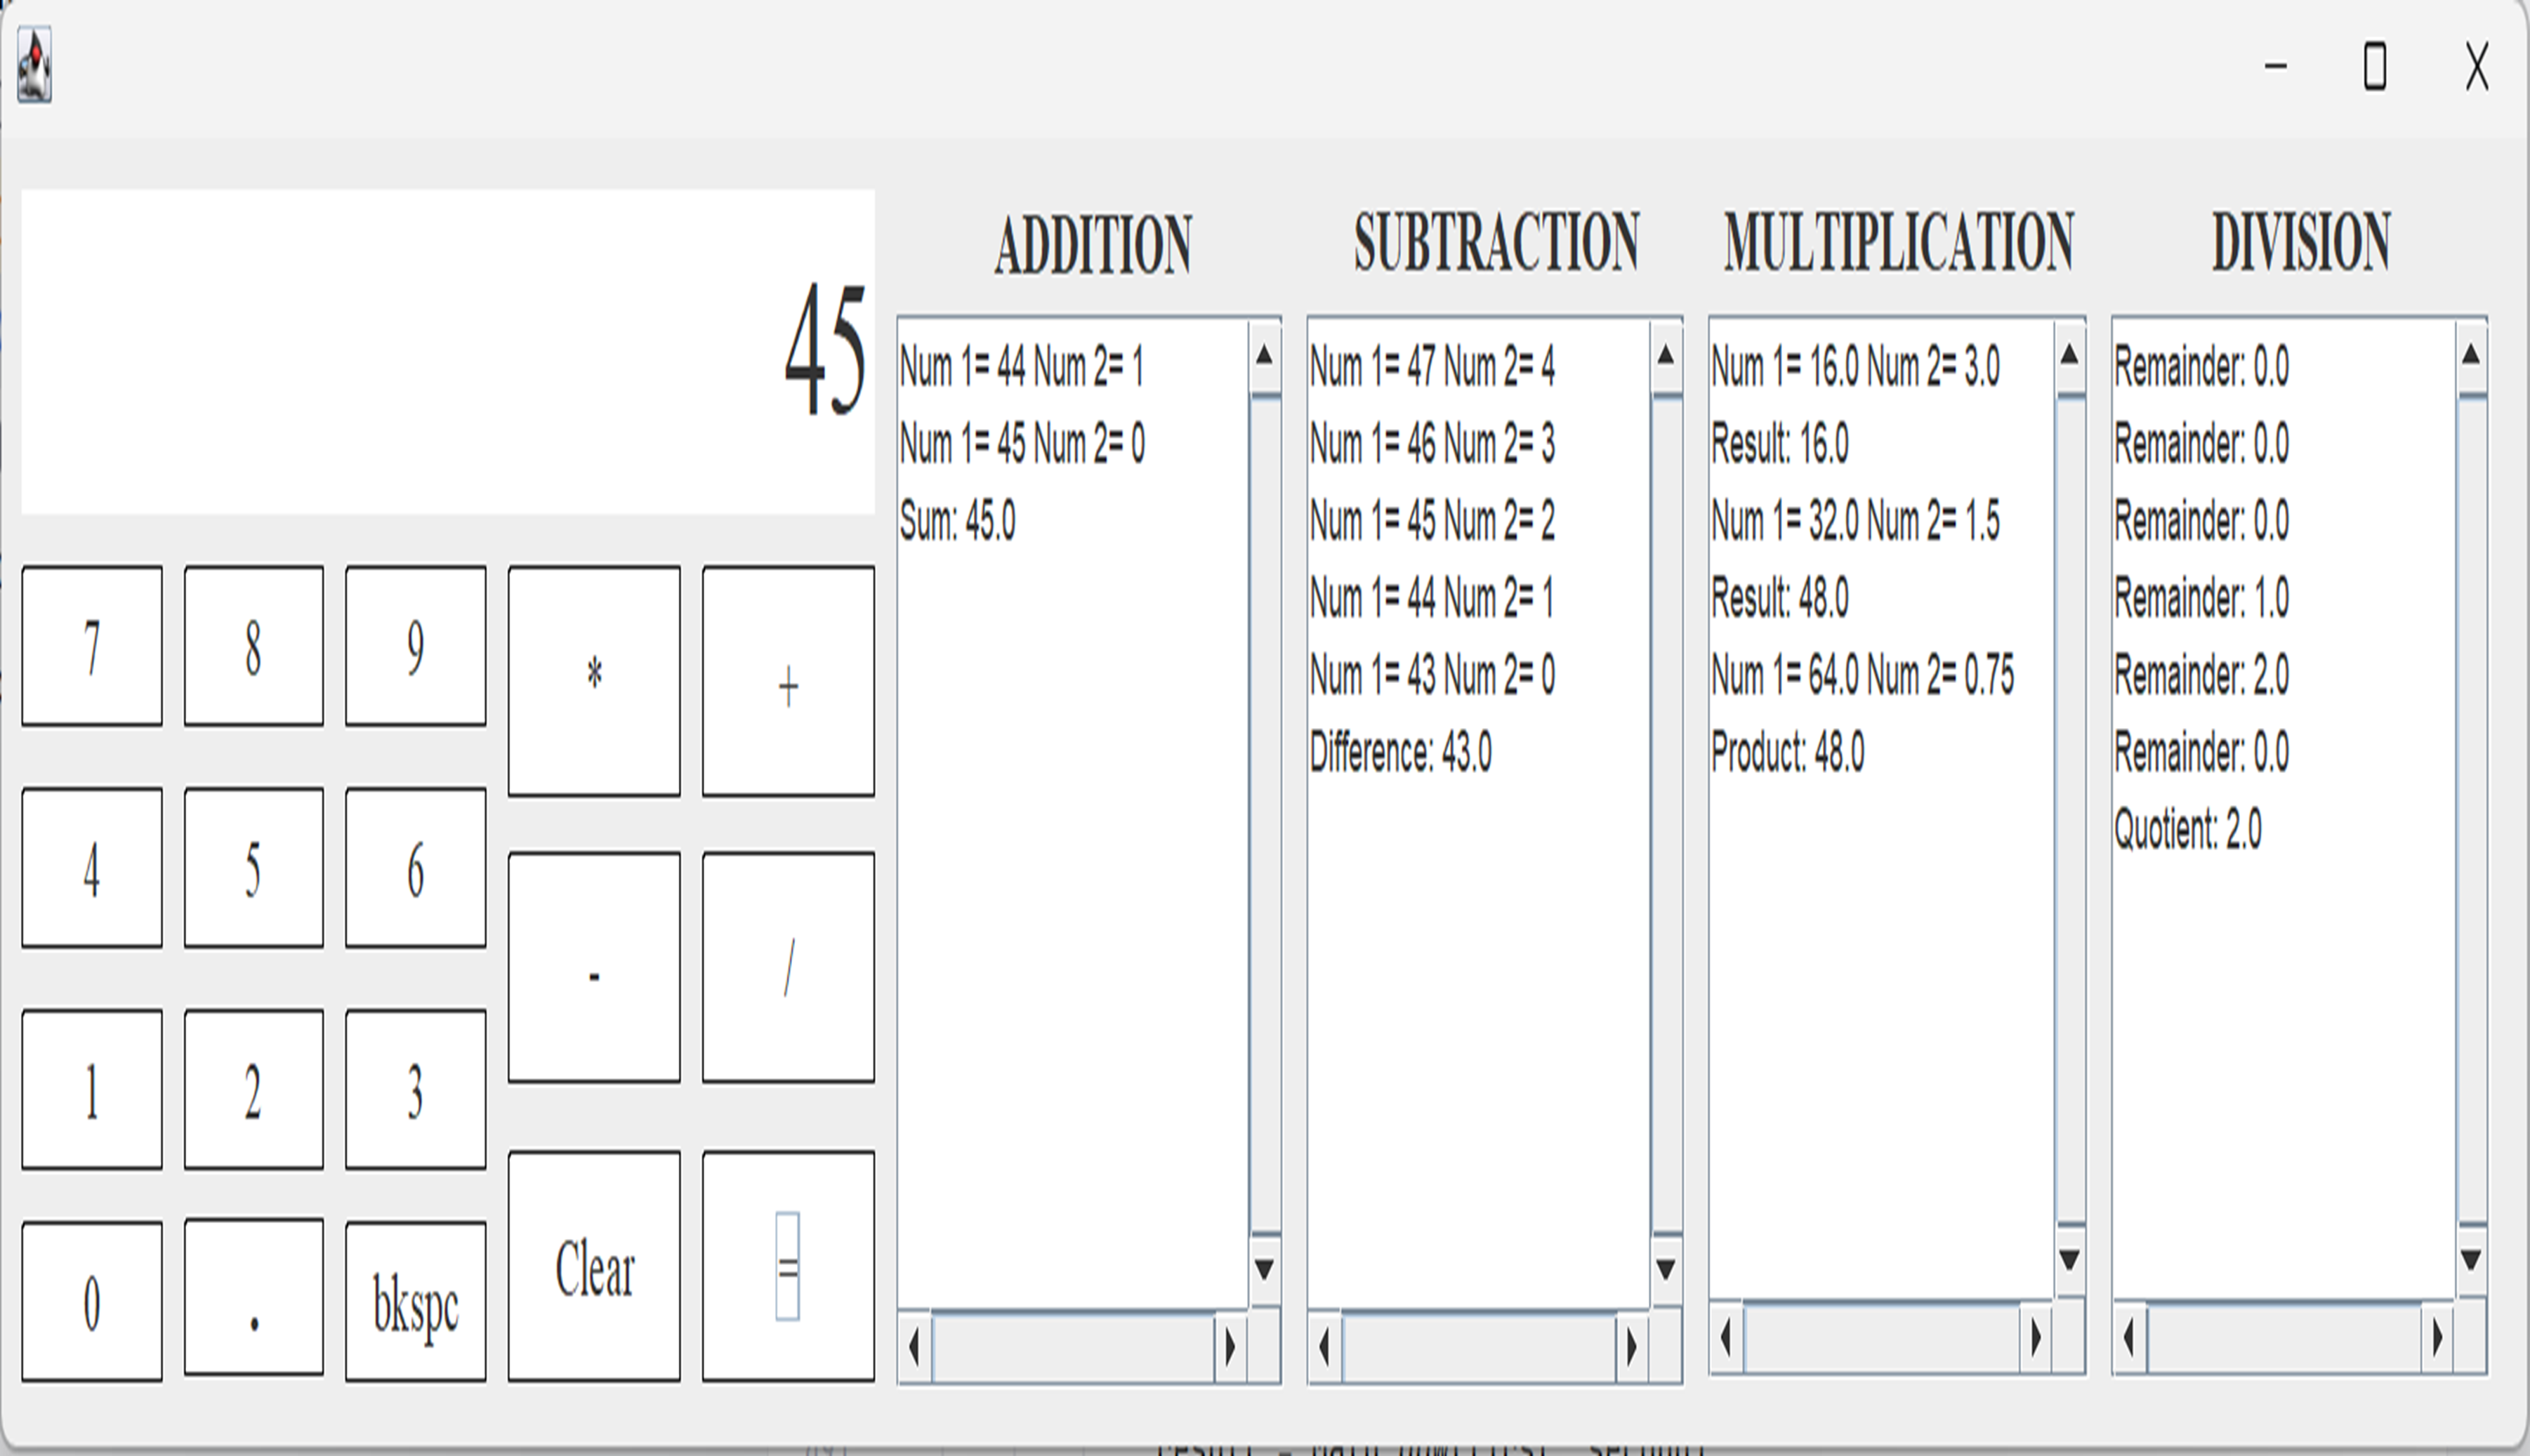 45
7 8 9 * +
4 5 6 - /
1 2 3
0 . bkspc Clear =
ADDITION
Num 1= 44 Num 2= 1
Num 1= 45 Num 2= 0
Sum: 45.0
SUBTRACTION
Num 1= 47 Num 2= 4
Num 1= 46 Num 2= 3
Num 1= 45 Num 2= 2
Num 1= 44 Num 2= 1
Num 1= 43 Num 2= 0
Difference: 43.0
MULTIPLICATION
Num 1= 16.0 Num 2= 3.0
Result: 16.0
Num 1= 32.0 Num 2= 1.5
Result: 48.0
Num 1= 64.0 Num 2= 0.75
Product: 48.0
DIVISION
Remainder: 0.0
Remainder: 0.0
Remainder: 0.0
Remainder: 1.0
Remainder: 2.0
Remainder: 0.0
Quotient: 2.0